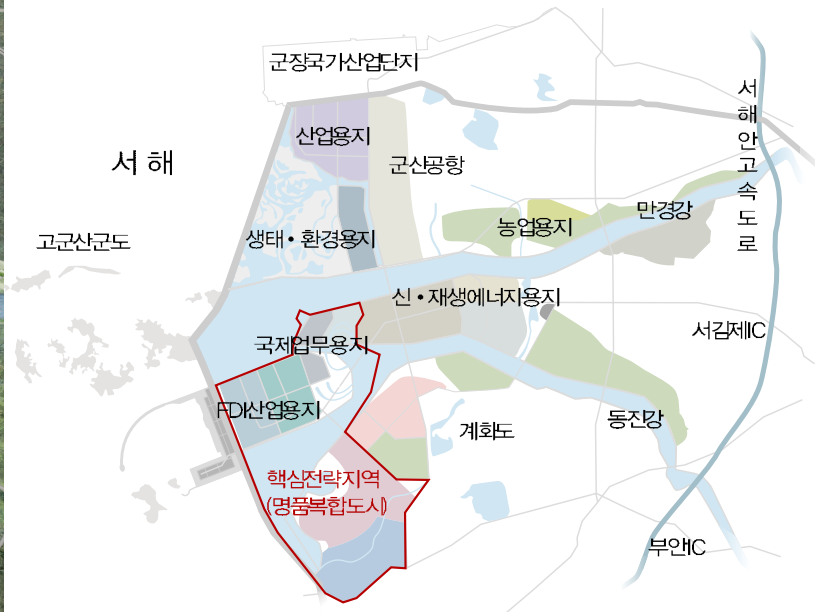 군장국가산업단지
서해안고속도로
산업용지
서 해
군산공항
만경강
농업용지
생태•환경용지
고군산군도
신•재생에너지용지
서김제IC
국제업무용지
FDI산업용지
동진강
계화도
핵심전략지역
(명품복합도시)
부안IC